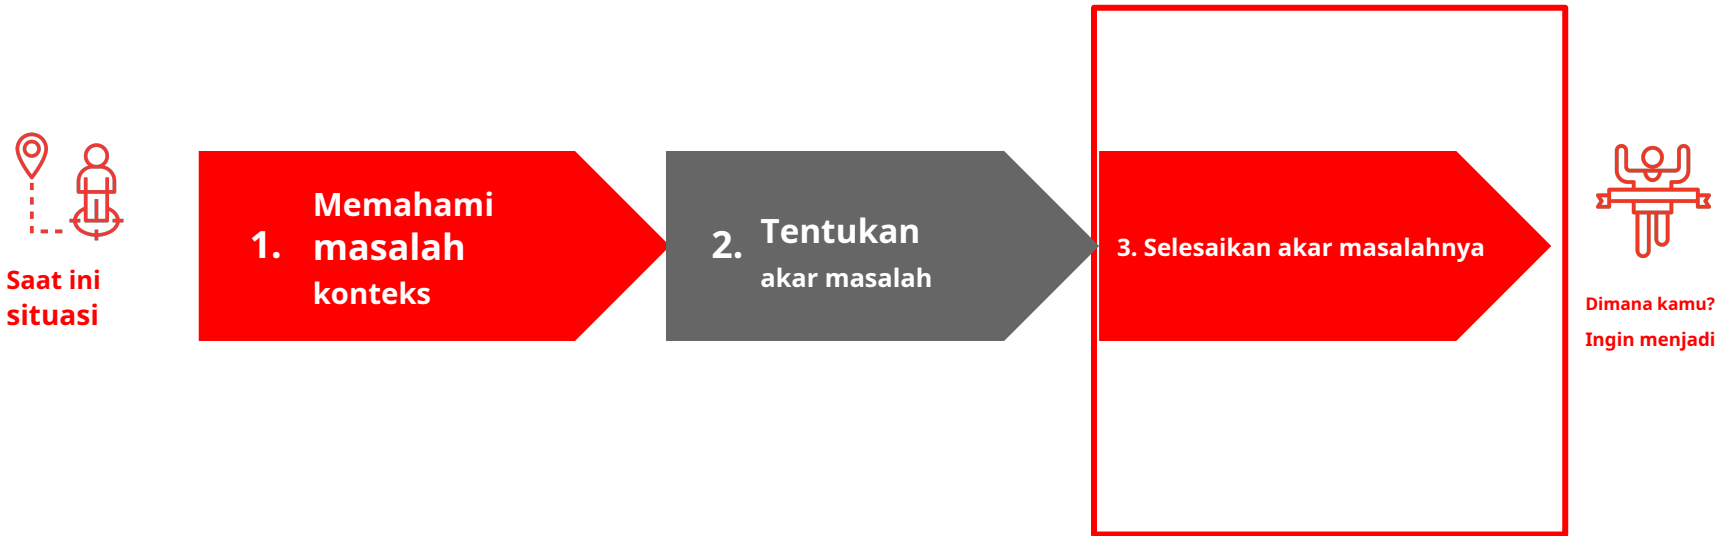 Saat ini
situasi
1.
Memahami
masalah
konteks
2.
Tentukan
akar masalah
3. Selesaikan akar masalahnya
Dimana kamu?
Ingin menjadi